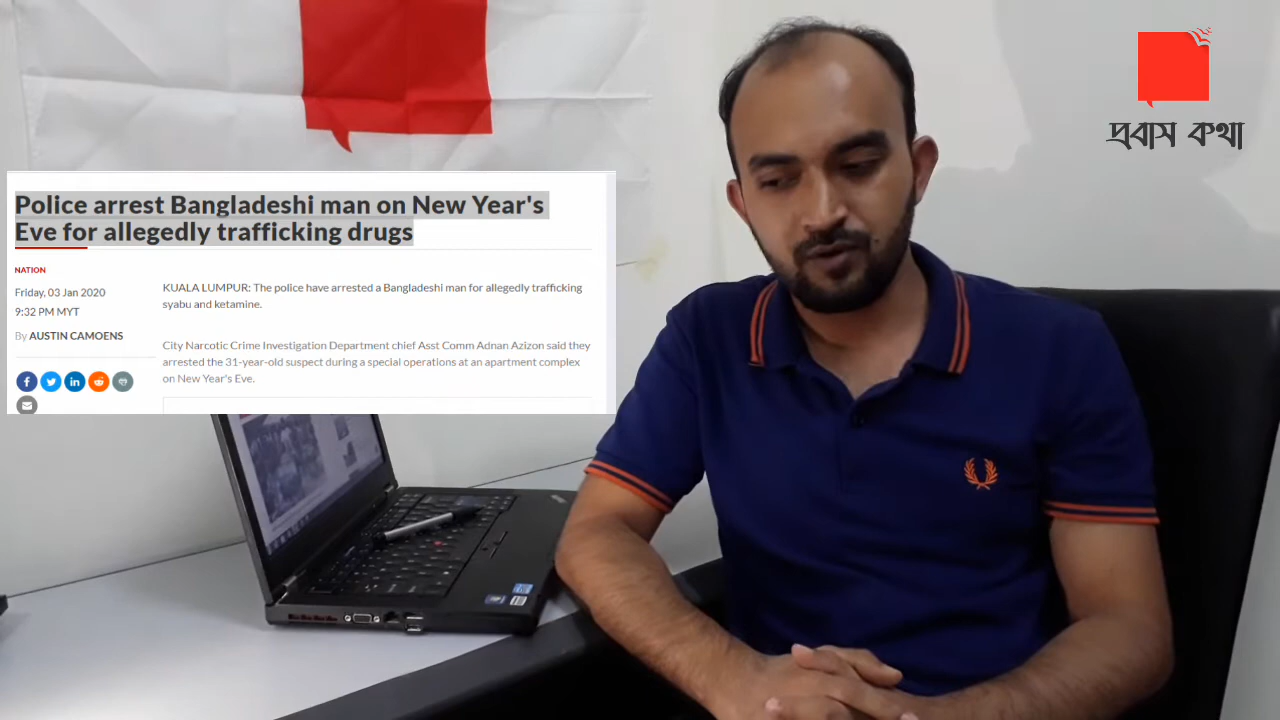 প্রবাস কথা
Police arrest Bangladeshi man on New Year's
Eve for allegedly trafficking drugs
NATION
Friday, 03 Jan 2020
9:32 PM MYT
By AUSTIN CAMOENS
KUALA LUMPUR: The police have arrested a Bangladeshi man for allegedly trafficking
syabu and ketamine.
City Narcotic Crime Investigation Department chief Asst Comm Adnan Azizon said they
arrested the 31-year-old suspect during a special operations at an apartment complex
on New Year's Eve.